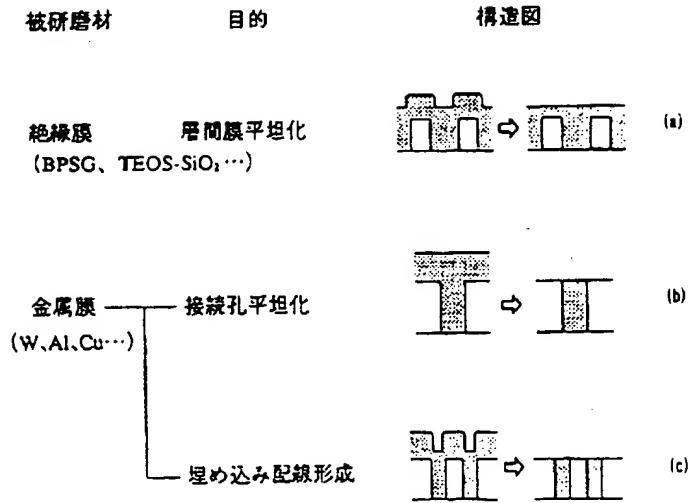 被研磨材 目的 構造図
絶縁膜 層間膜平坦化 (a)
(BPSG、TEOS-SiO₂…)
(b)
金属膜 接続孔平坦化
(W、Al、Cu…)
埋め込み配線形成 (c)